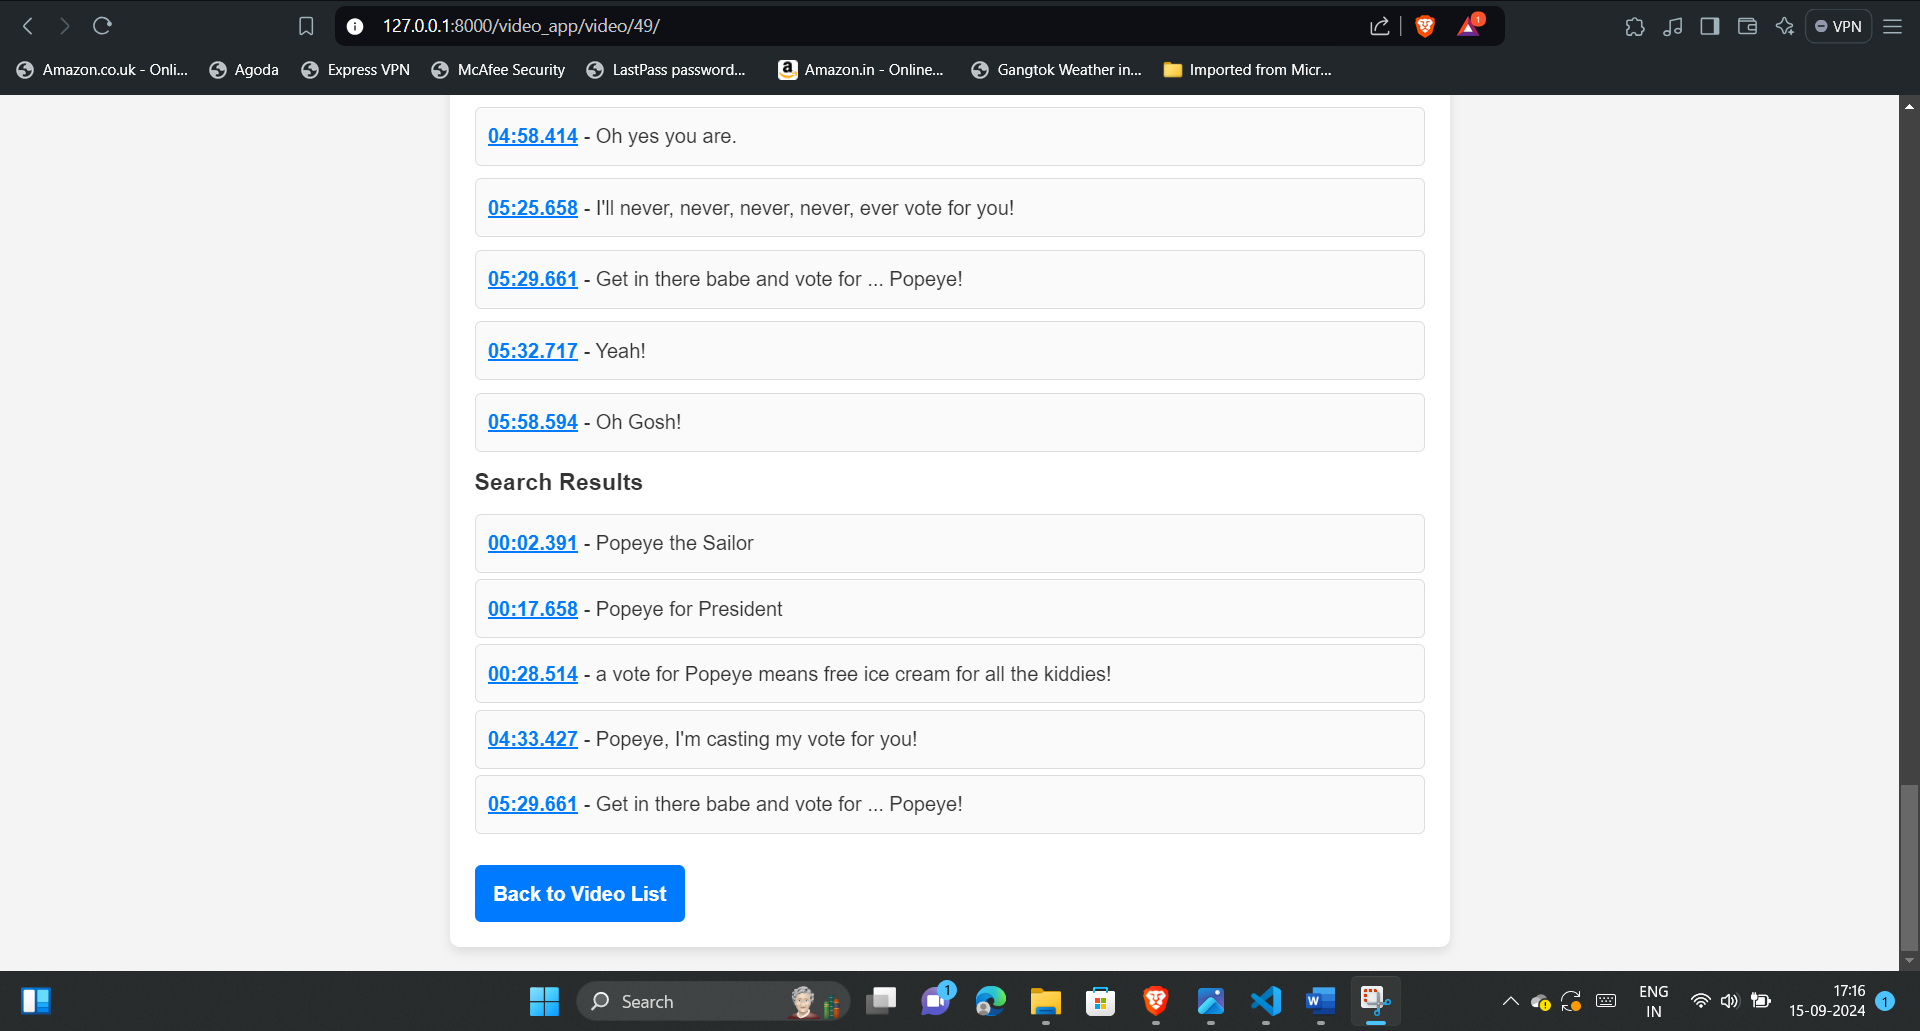 127.0.0.1:8000/video_app/video/49/
1
VPN
Amazon.co.uk - Onli...
Agoda
Express VPN
McAfee Security
LastPass password...
Amazon.in - Online...
Gangtok Weather in...
Imported from Micr...
04:58.414 - Oh yes you are.
05:25.658 - I'll never, never, never, never, ever vote for you!
05:29.661 - Get in there babe and vote for ... Popeye!
05:32.717 - Yeah!
05:58.594 - Oh Gosh!
Search Results
00:02.391 - Popeye the Sailor
00:17.658 - Popeye for President
00:28.514 - a vote for Popeye means free ice cream for all the kiddies!
04:33.427 - Popeye, I'm casting my vote for you!
05:29.661 - Get in there babe and vote for ... Popeye!
Back to Video List
Search
1
ENG
IN
17:16
15-09-2024
1